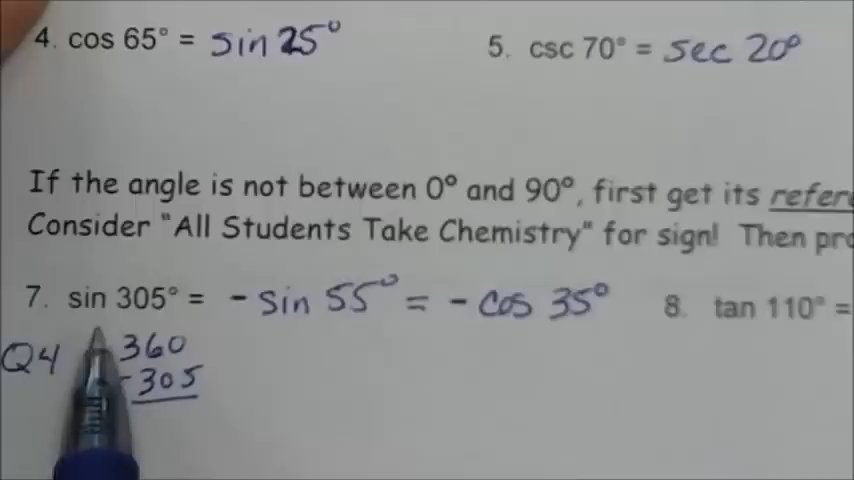 4. cos 65° = sin 25° 5. csc 70° = sec 20°
If the angle is not between 0° and 90°, first get its
Consider "All Students Take Chemistry" for sign! Then
7. sin 305° = - sin 55° = - cos 35° 8. tan 110° =
Q4 360
- 305